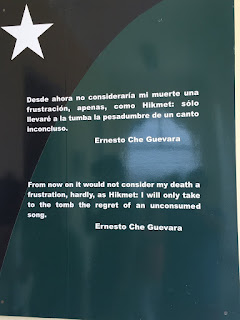 Desde ahora no consideraría mi muerte una
frustración, apenas, como Hikmet: sólo
llevaré a la tumba la pesadumbre de un canto
inconcluso.
Ernesto Che Guevara
From now on it would not consider my death a
frustration, hardly, as Hikmet: I will only take
to the tomb the regret of an unconsumed
song.
Ernesto Che Guevara